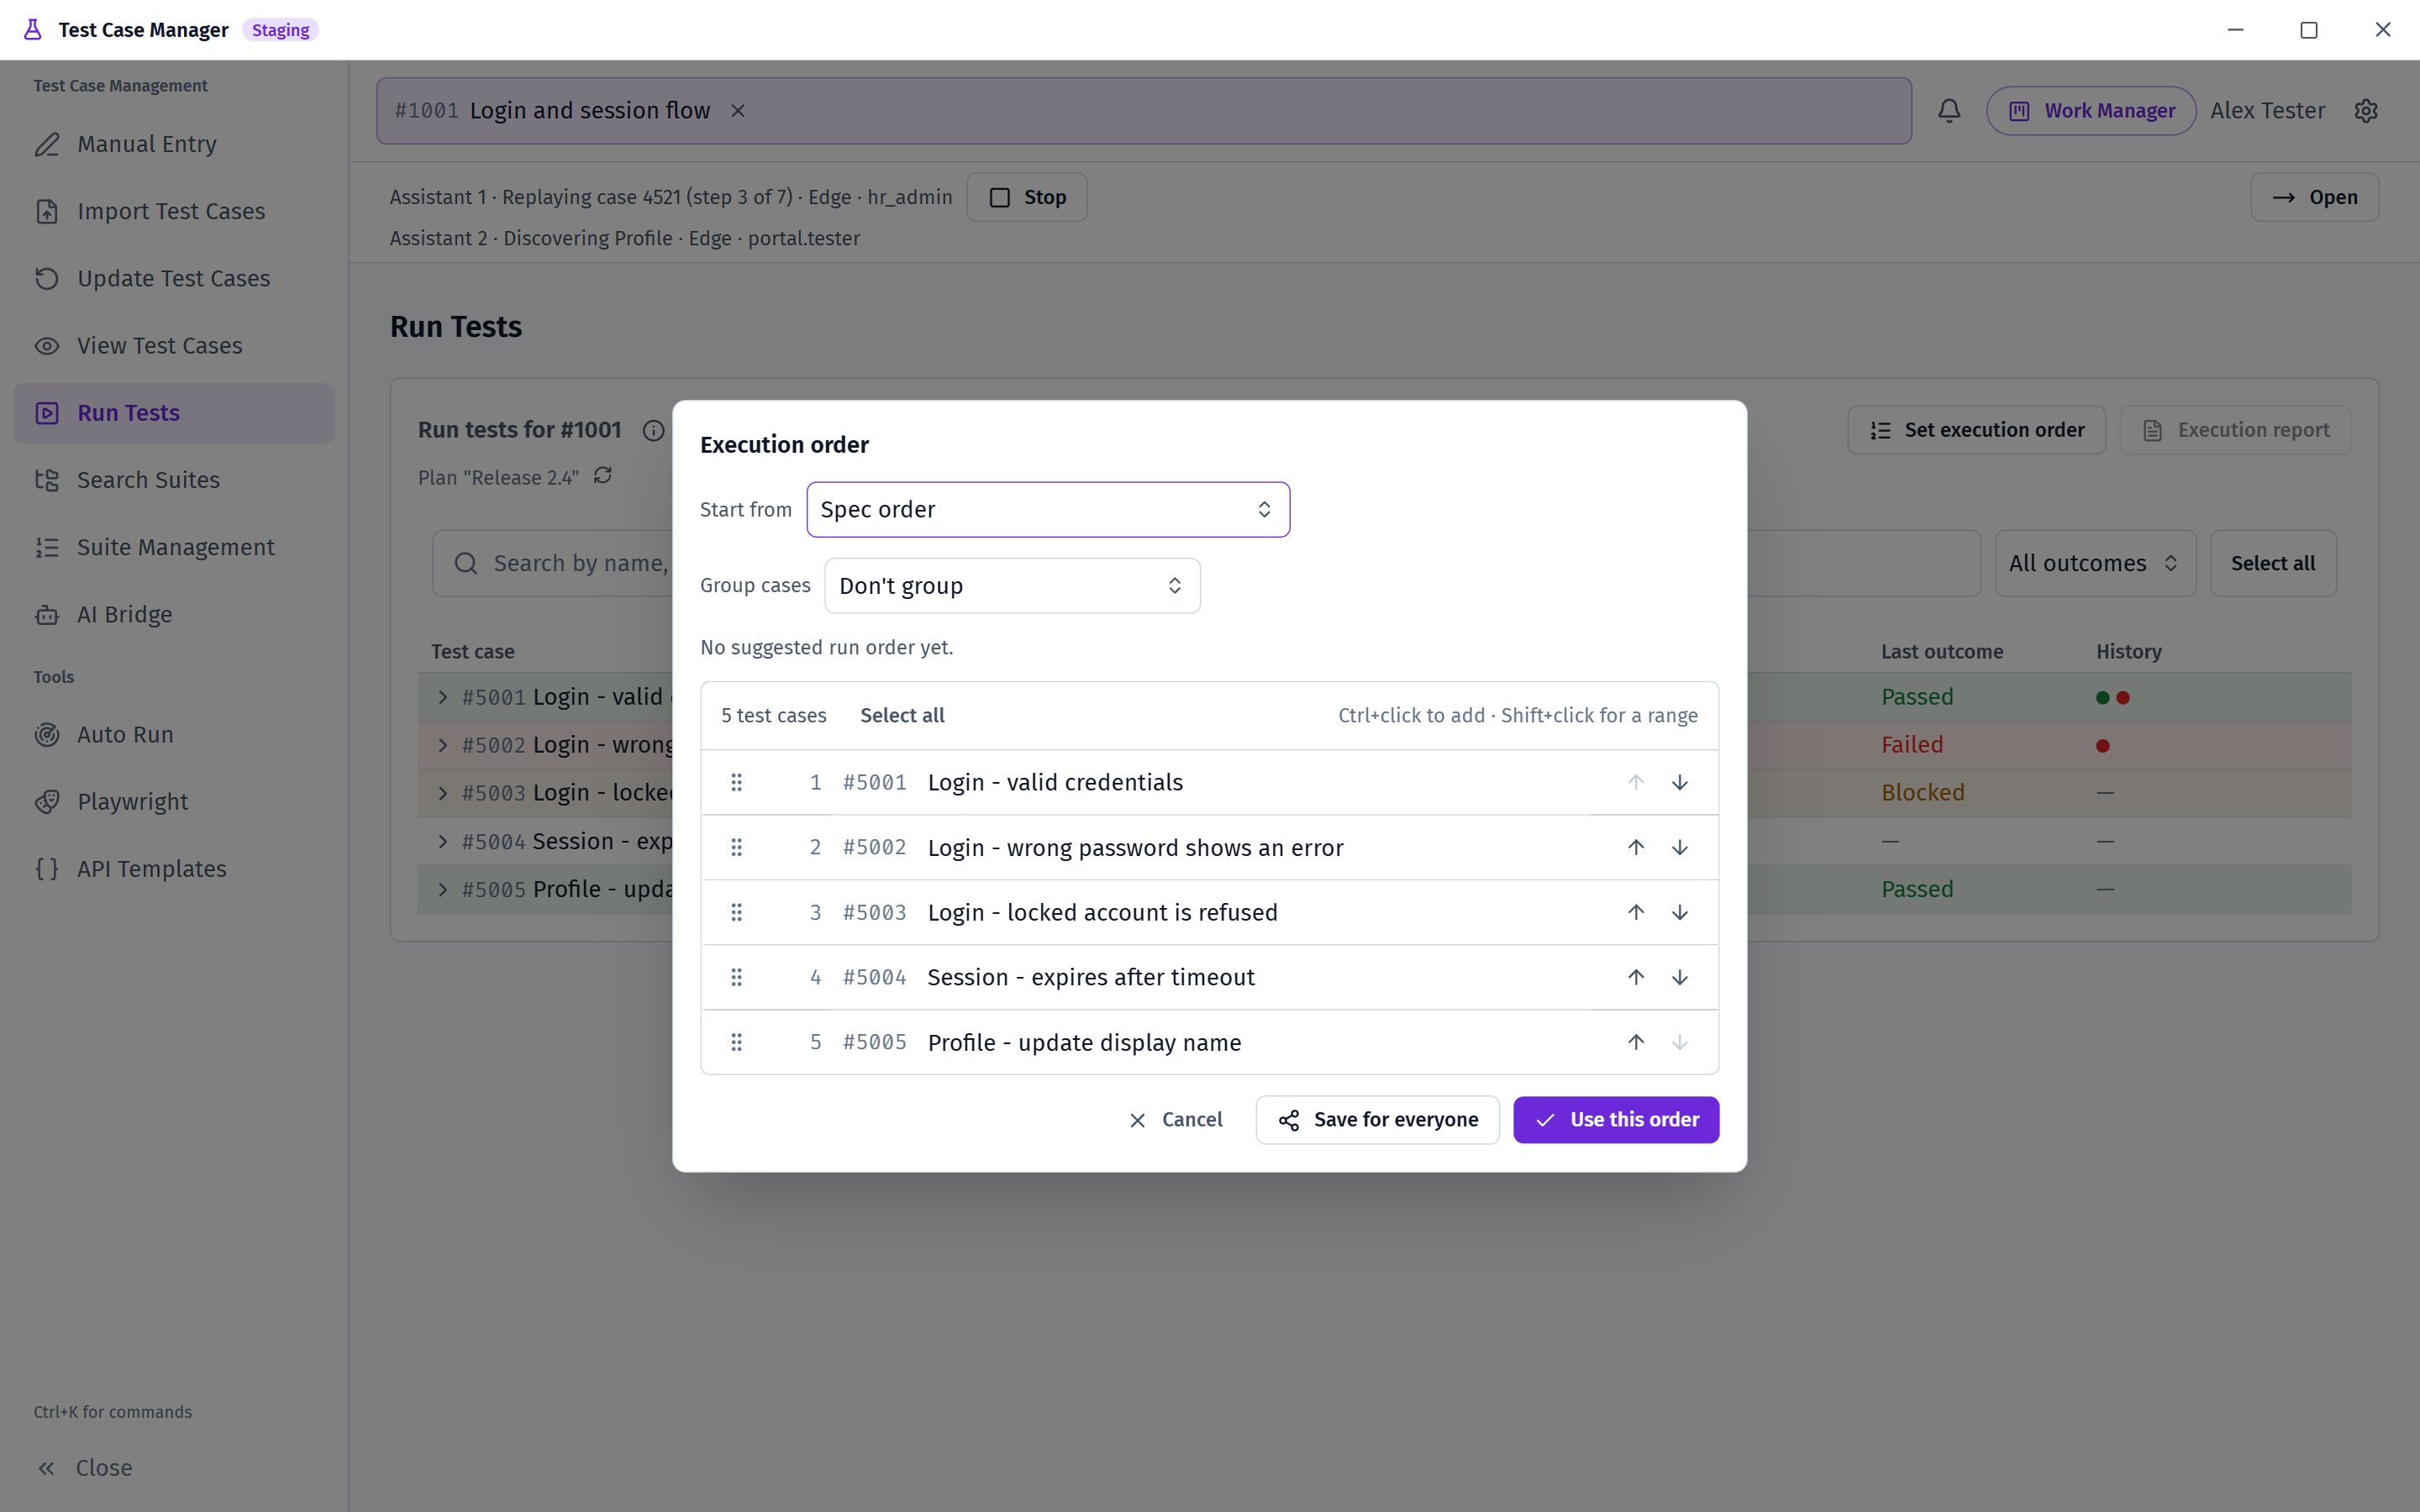 Test Case Manager Staging
Test Case Management
Manual Entry
Import Test Cases
Update Test Cases
View Test Cases
Run Tests
Search Suites
Suite Management
AI Bridge
Tools
Auto Run
Playwright
API Templates
Ctrl+K for commands
Close
#1001 Login and session flow
Work Manager
Alex Tester
Assistant 1 · Replaying case 4521 (step 3 of 7) · Edge · hr_admin
Stop
Open
Assistant 2 · Discovering Profile · Edge · portal.tester
Run Tests
Run tests for #1001
Set execution order
Execution report
Plan "Release 2.4"
Search by name,
All outcomes
Select all
Test case
Last outcome
History
#5001 Login - valid
Passed
#5002 Login - wrong
Failed
#5003 Login - locke
Blocked
—
#5004 Session - exp
—
—
#5005 Profile - upda
Passed
—
Execution order
Start from
Spec order
Group cases
Don't group
No suggested run order yet.
5 test cases
Select all
Ctrl+click to add · Shift+click for a range
1 #5001 Login - valid credentials
2 #5002 Login - wrong password shows an error
3 #5003 Login - locked account is refused
4 #5004 Session - expires after timeout
5 #5005 Profile - update display name
Cancel
Save for everyone
Use this order